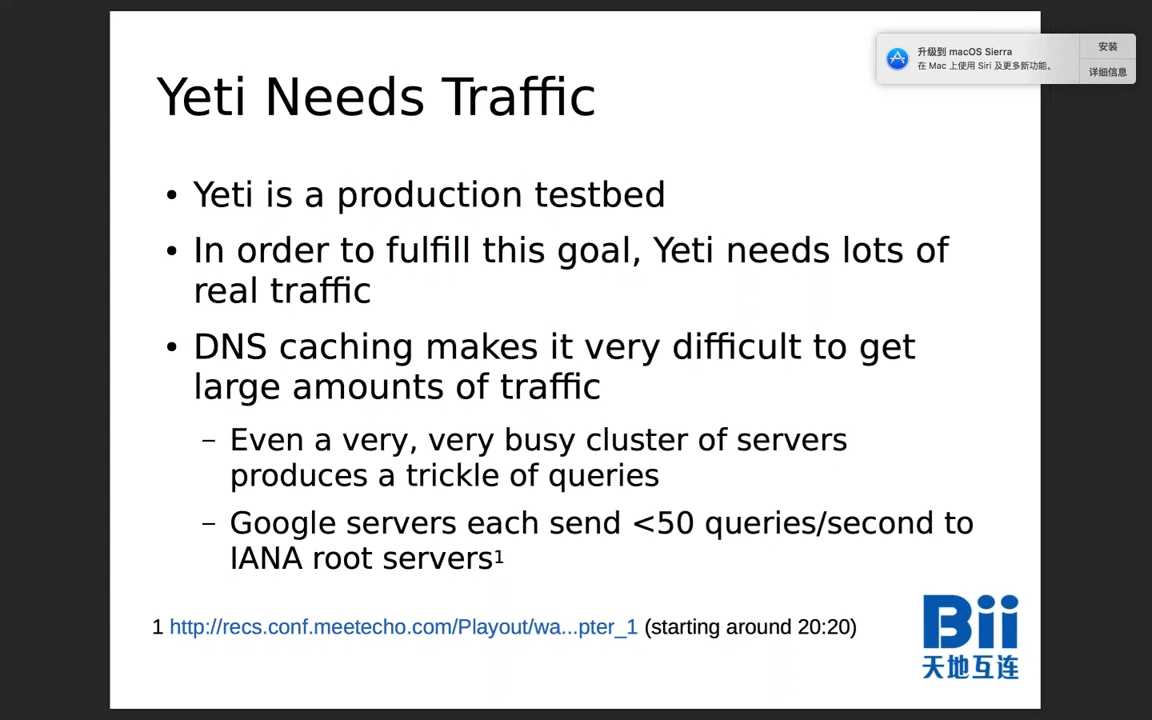 升级到 macOS Sierra
在 Mac 上使用 Siri 及更多新功能。
安装
详细信息
Yeti Needs Traffic
• Yeti is a production testbed
• In order to fulfill this goal, Yeti needs lots of
real traffic
• DNS caching makes it very difficult to get
large amounts of traffic
– Even a very, very busy cluster of servers
produces a trickle of queries
– Google servers each send <50 queries/second to
IANA root servers1
1 http://recs.conf.meetecho.com/Playout/wa...pter_1 (starting around 20:20)
Bii
天地互连